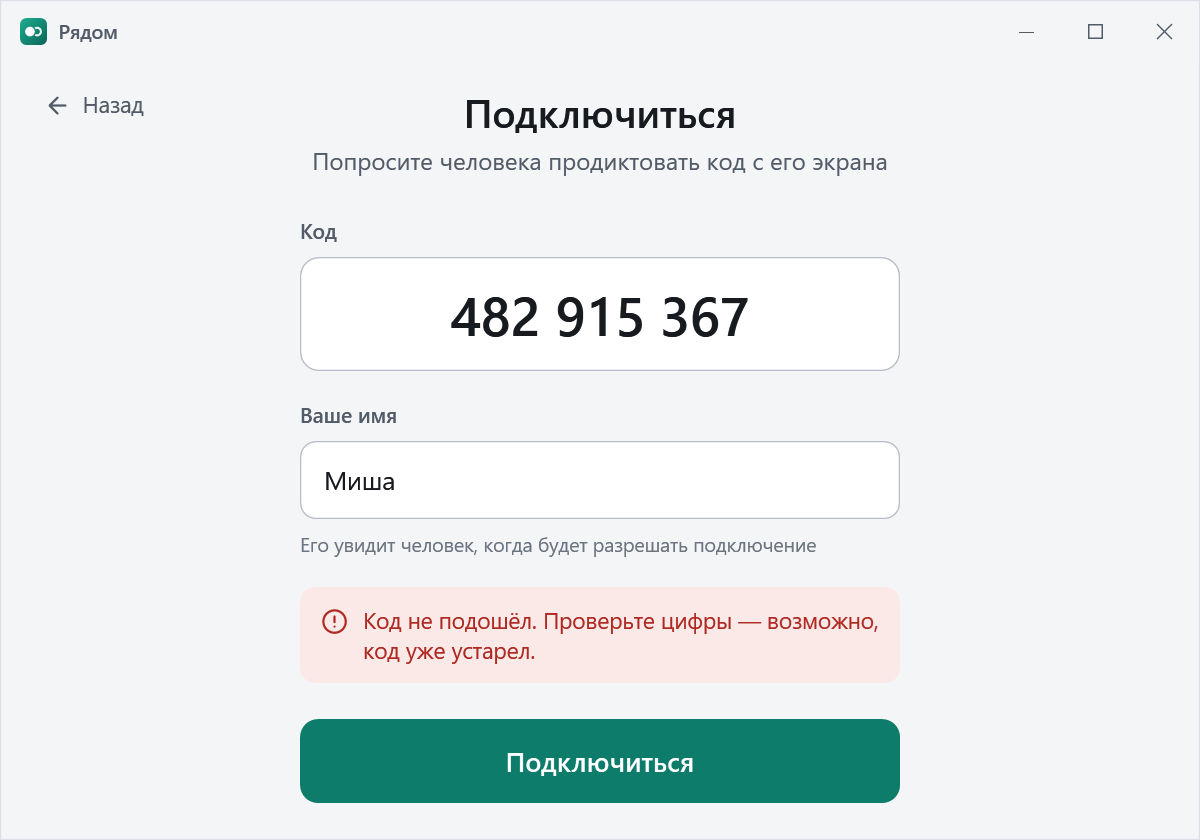 Рядом
Назад
Подключиться
Попросите человека продиктовать код с его экрана
Код
482 915 367
Ваше имя
Миша
Его увидит человек, когда будет разрешать подключение
Код не подошёл. Проверьте цифры — возможно,
код уже устарел.
Подключиться